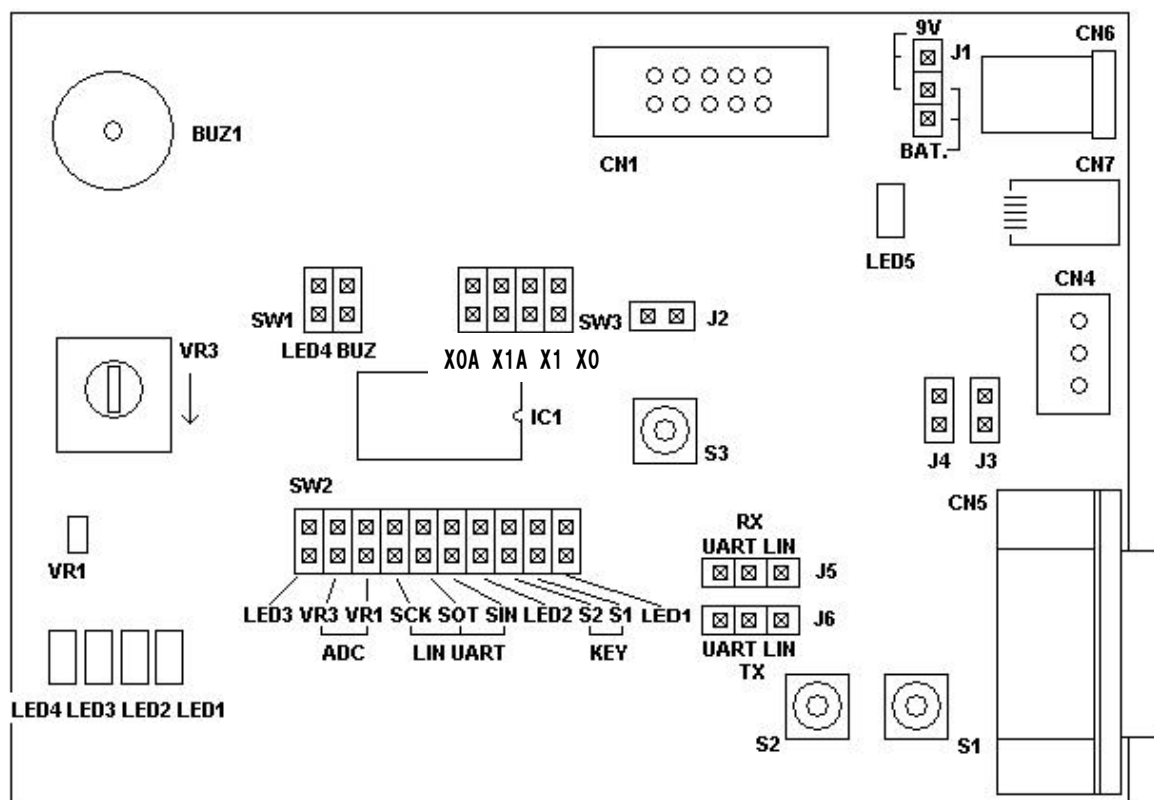 9V
CN6
J1
BUZ1
CN1
BAT.
CN7
LED5
CN4
SW1
SW3
J2
LED4 BUZ
X0A X1A X1 X0
VR3
IC1
S3
J4
J3
SW2
CN5
RX
UART LIN
VR1
J5
LED3 VR3 VR1 SCK SOT SIN LED2 S2 S1 LED1
J6
ADC
LIN UART
KEY
UART LIN
TX
LED4 LED3 LED2 LED1
S2
S1